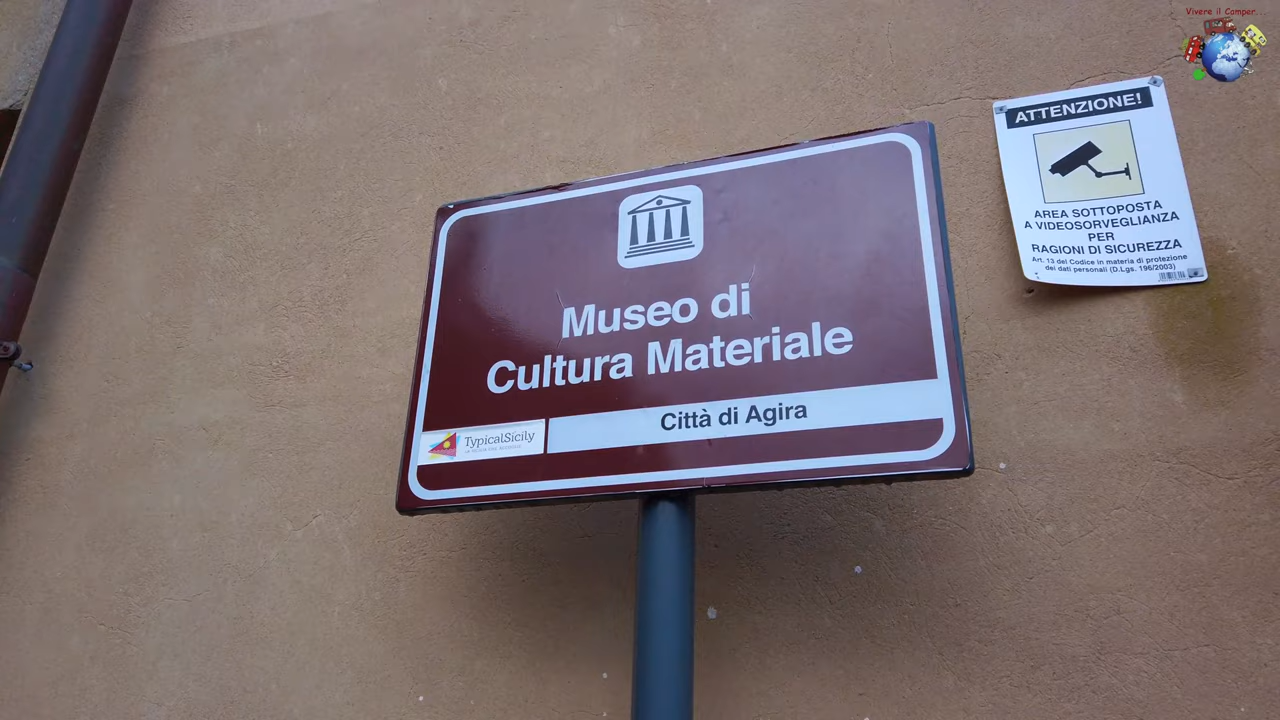 Vivere il Camper...
ATTENZIONE!
AREA SOTTOPOSTA
A VIDEOSORVEGLIANZA
PER
RAGIONI DI SICUREZZA
Art. 13 del Codice in materia di protezione
dei dati personali (D.Lgs. 196/2003)
Museo di
Cultura Materiale
Città di Agira
TypicalSicily